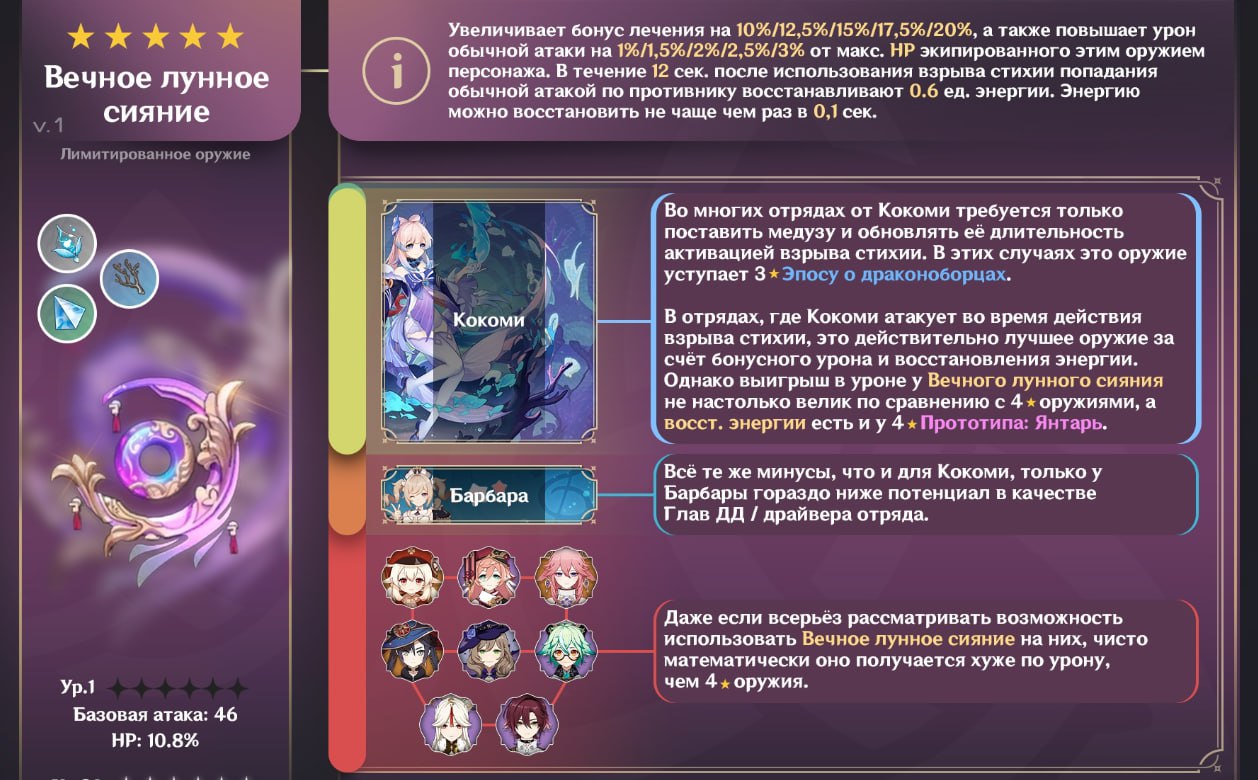 Вечное лунное
сияние
v.1
Лимитированное оружие
Увеличивает бонус лечения на 10%/12,5%/15%/17,5%/20%, а также повышает урон
обычной атаки на 1%/1,5%/2%/2,5%/3% от макс. HP экипированного этим оружием
персонажа. В течение 12 сек. после использования взрыва стихии попадания
обычной атакой по противнику восстанавливают 0.6 ед. энергии. Энергию
можно восстановить не чаще чем раз в 0,1 сек.
Кокоми
Во многих отрядах от Кокоми требуется только
поставить медузу и обновлять её длительность
активацией взрыва стихии. В этих случаях это оружие
уступает 3★Эпосу о драконоборцах.
В отрядах, где Кокоми атакует во время действия
взрыва стихии, это действительно лучшее оружие за
счёт бонусного урона и восстановления энергии.
Однако выигрыш в уроне у Вечного лунного сияния
не настолько велик по сравнению с 4★оружиями, а
восст. энергии есть и у 4★Прототипа: Янтарь.
Барбара
Всё те же минусы, что и для Кокоми, только у
Барбары гораздо ниже потенциал в качестве
Глав ДД / драйвера отряда.
Даже если всерьёз рассматривать возможность
использовать Вечное лунное сияние на них, чисто
математически оно получается хуже по урону,
чем 4★оружия.
Ур.1
Базовая атака: 46
HP: 10.8%